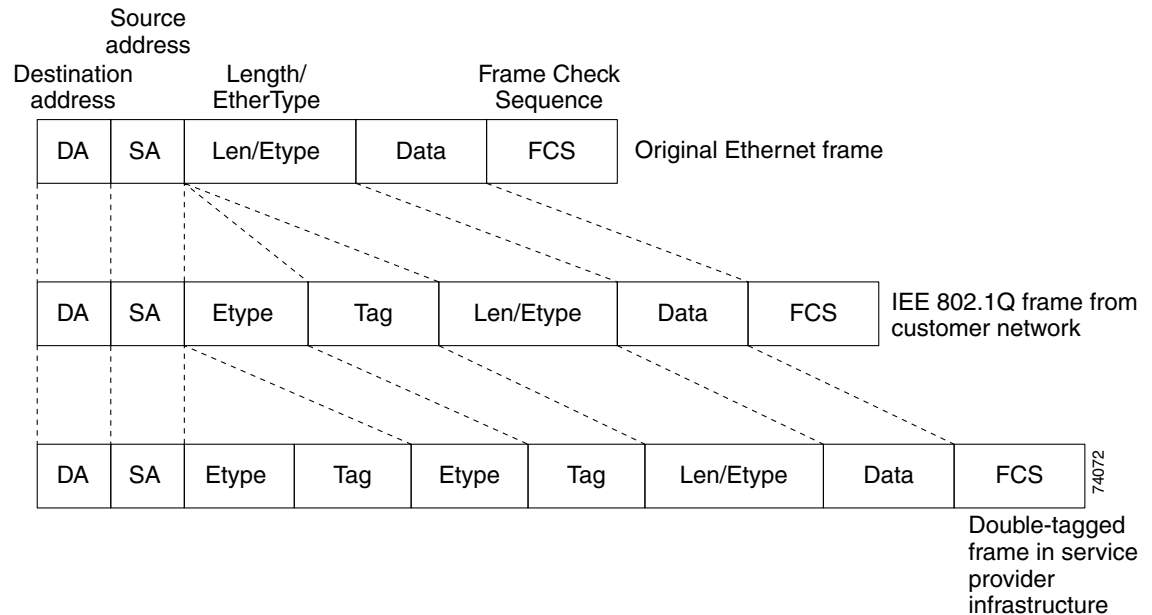 Source
address
Destination
address
Length/
EtherType
Frame Check
Sequence
DA SA Len/Etype Data FCS Original Ethernet frame
DA SA Etype Tag Len/Etype Data FCS IEE 802.1Q frame from
customer network
DA SA Etype Tag Etype Tag Len/Etype Data FCS 74072
Double-tagged
frame in service
provider
infrastructure